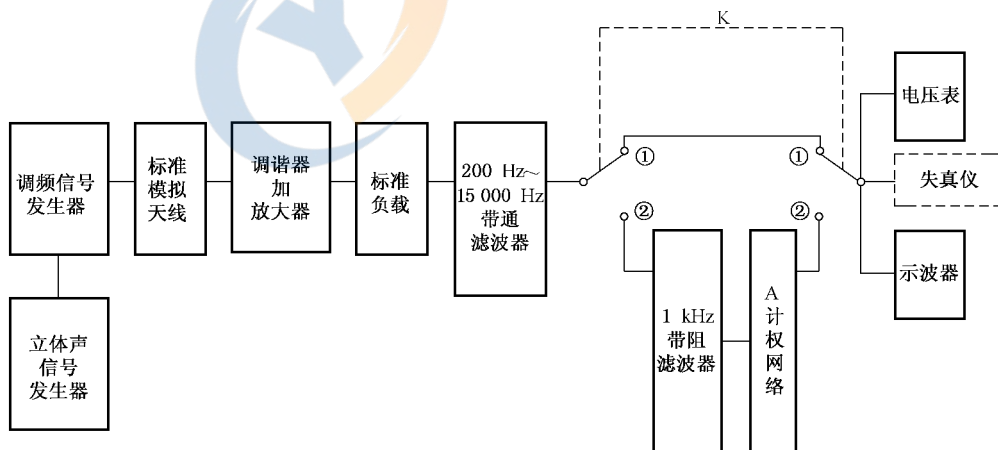 K
电压表
①
①
调频信号
发生器
标准
模拟
天线
调谐器
加
放大器
标准
负载
200 Hz～
15 000 Hz
带通
滤波器
失真仪
②
②
示波器
立体声
信号
发生器
1 kHz
带阻
滤波器
A
计
权
网
络